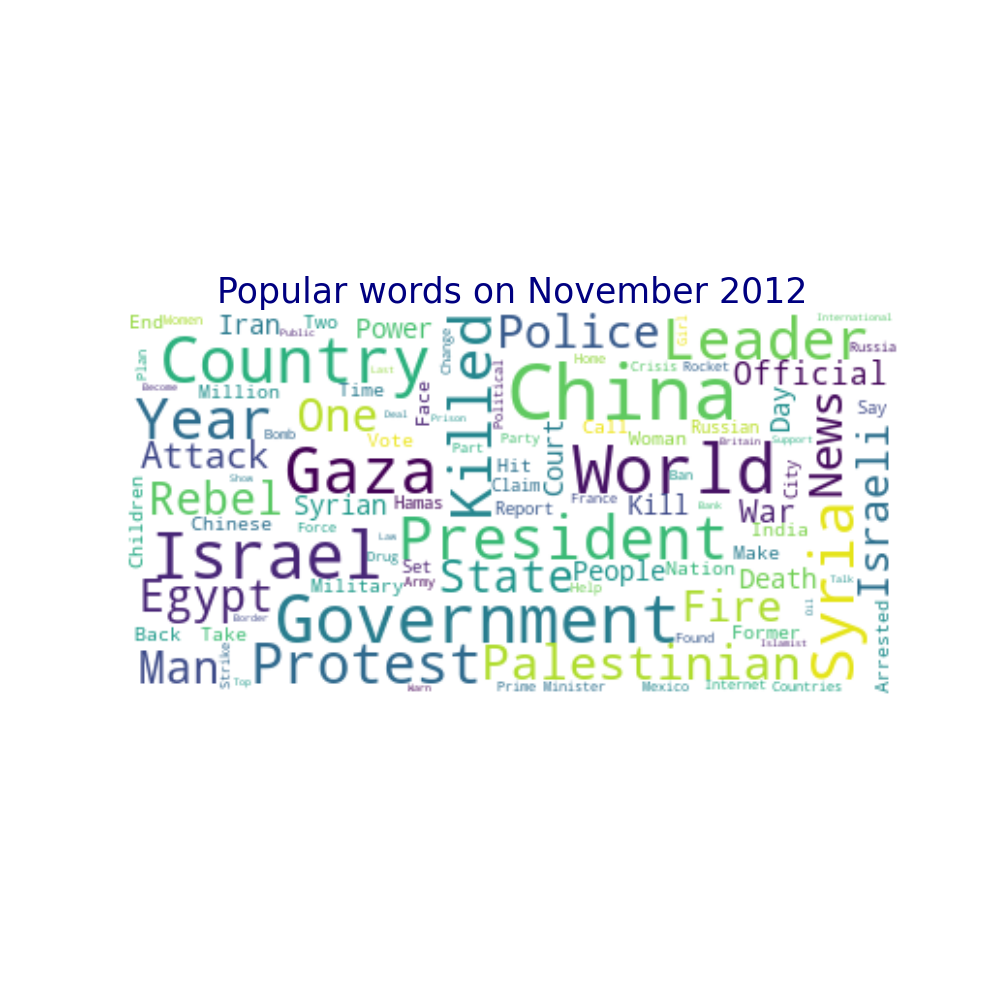 Popular words on November 2012
End Women Iran Two Public Power Change Killed Police Girl Leader International Russia
Plan Country Last China Home Crisis Rocket Official
Become Million Time Face Political
Year One Deal Prison Day News Say
Bomb Vote Part Party Call Woman Russian Britain Support
Attack Gaza Hit Court World Ban City Israeli
Children Show Claim
Rebel Syrian Hamas Report France Kill Bank War
Chinese Force Law President India Syria
Israel Drug Set Army State People Nation Make Death Talk
Military Help
Egypt Border Government Fire Oil Arrested
Back Take Found Former Islamist
Man Strike Protest Palestinian
Top Warn Prime Minister Mexico Internet Countries